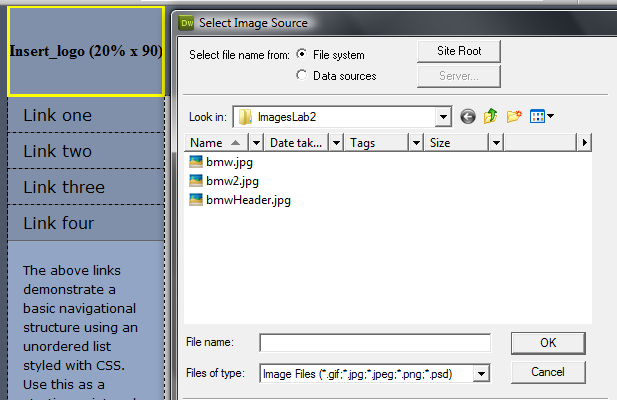 Insert_logo (20% x 90)
Link one
Link two
Link three
Link four
The above links
demonstrate a
basic navigational
structure using an
unordered list
styled with CSS.
Use this as a
Dw Select Image Source
Select file name from: File system Site Root
Data sources Server...
Look in: ImagesLab2
Name Date tak... Tags Size
bmw.jpg
bmw2.jpg
bmwHeader.jpg
File name: OK
Files of type: Image Files (*.gif;*.jpg;*.jpeg;*.png;*.psd) Cancel